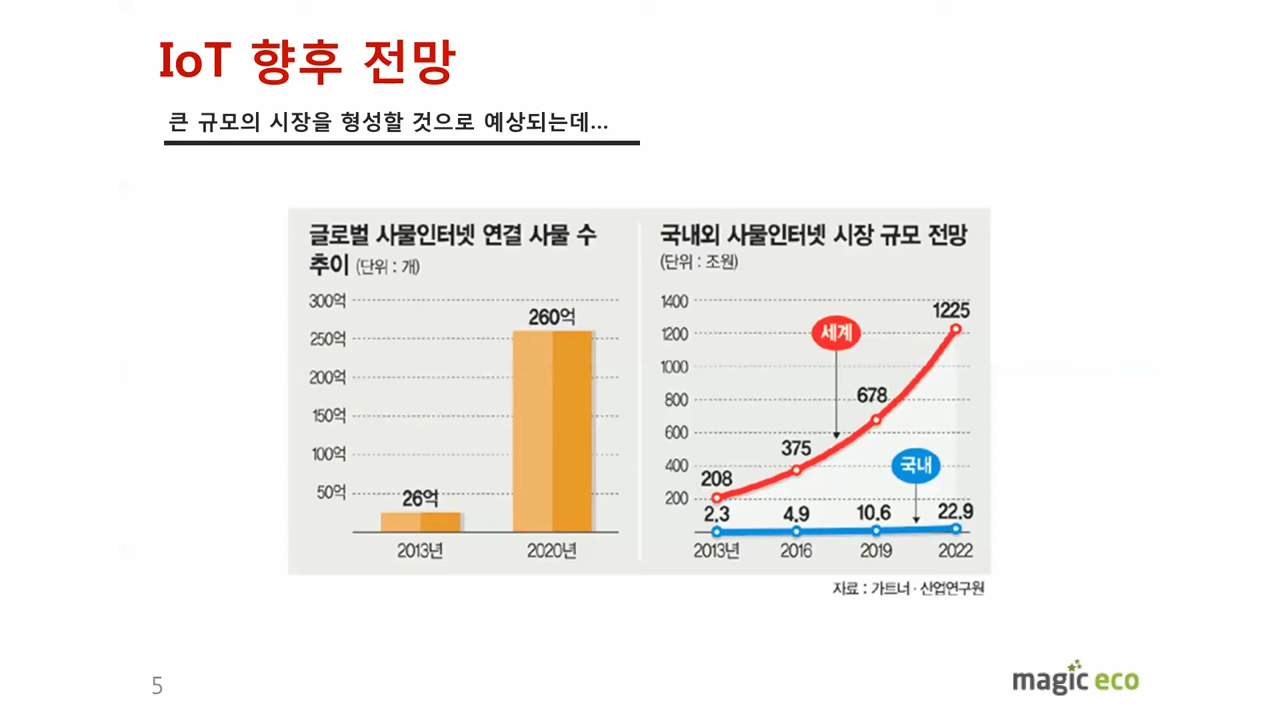 IoT 향후 전망
큰 규모의 시장을 형성할 것으로 예상되는데...
글로벌 사물인터넷 연결 사물 수
추이 (단위 : 개)
300억
250억
200억
150억
100억
50억
26억
260억
2013년
2020년
국내외 사물인터넷 시장 규모 전망
(단위 : 조원)
1400
1200
1000
800
600
400
200
세계
국내
208
375
678
1225
2.3
4.9
10.6
22.9
2013년
2016
2019
2022
자료 : 가트너 · 산업연구원
5
magic eco